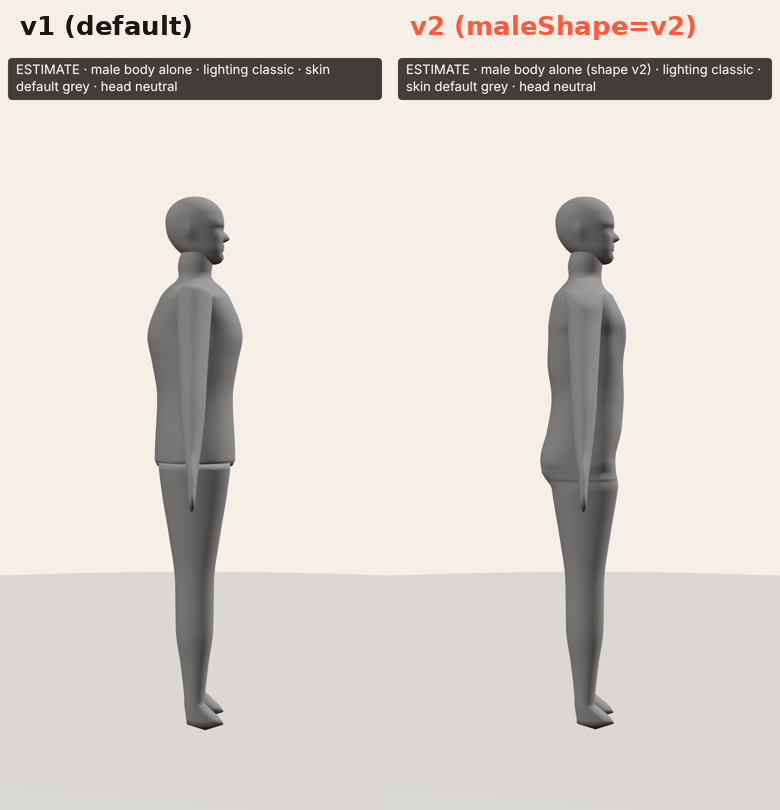 v1 (default)
ESTIMATE · male body alone · lighting classic · skin
default grey · head neutral
v2 (maleShape=v2)
ESTIMATE · male body alone (shape v2) · lighting classic ·
skin default grey · head neutral